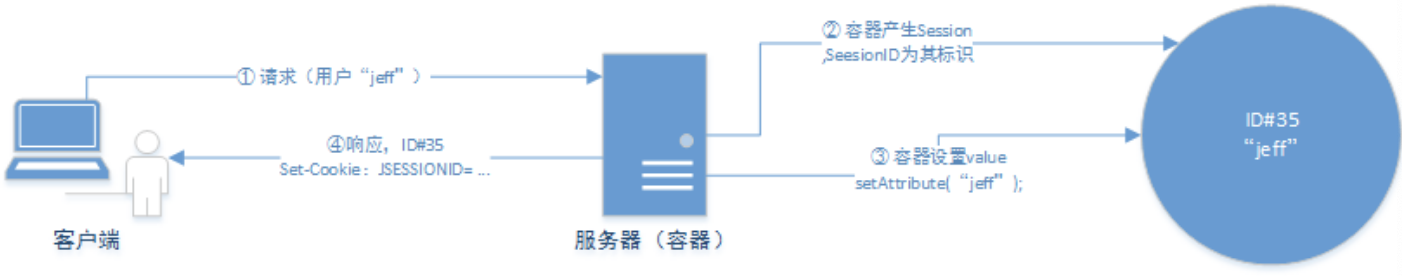 ① 请求（用户“jeff”）
② 容器产生Session
,SeesionID为其标识
ID#35
“jeff”
④响应，ID#35
Set-Cookie：JSESSIONID= ...
③ 容器设置value
setAttribute(“jeff”);
客户端
服务器（容器）